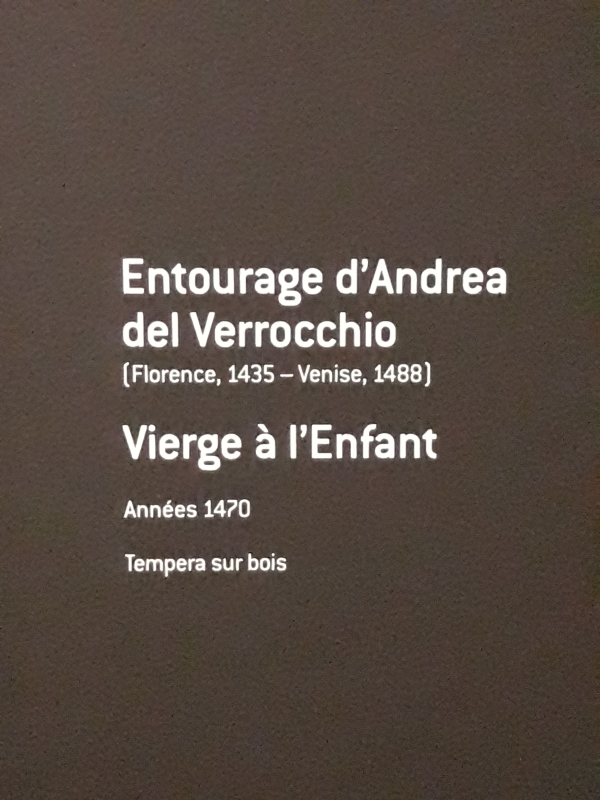 Entourage d’Andrea
del Verrocchio
(Florence, 1435 – Venise, 1488)
Vierge à l’Enfant
Années 1470
Tempera sur bois